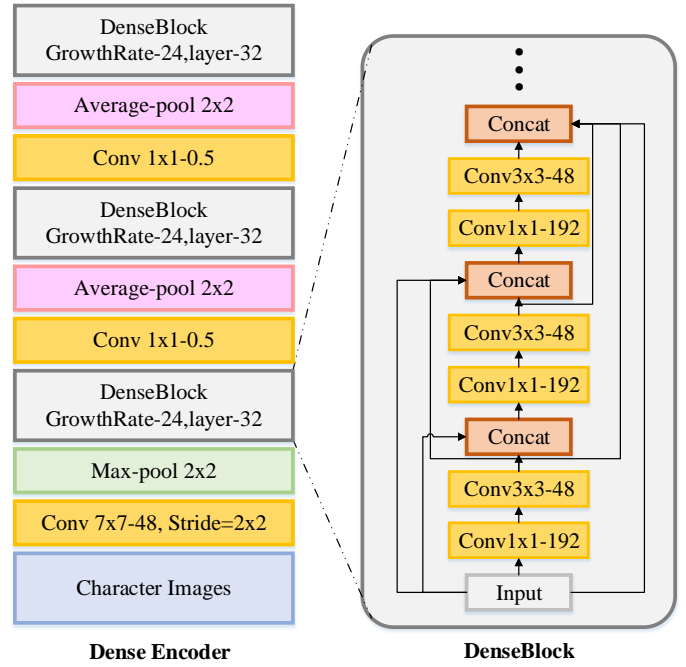 DenseBlock
GrowthRate-24,layer-32
Average-pool 2x2
Conv 1x1-0.5
DenseBlock
GrowthRate-24,layer-32
Average-pool 2x2
Conv 1x1-0.5
DenseBlock
GrowthRate-24,layer-32
Max-pool 2x2
Conv 7x7-48, Stride=2x2
Character Images
Dense Encoder
Concat
Conv3x3-48
Conv1x1-192
Concat
Conv3x3-48
Conv1x1-192
Concat
Conv3x3-48
Conv1x1-192
Input
DenseBlock